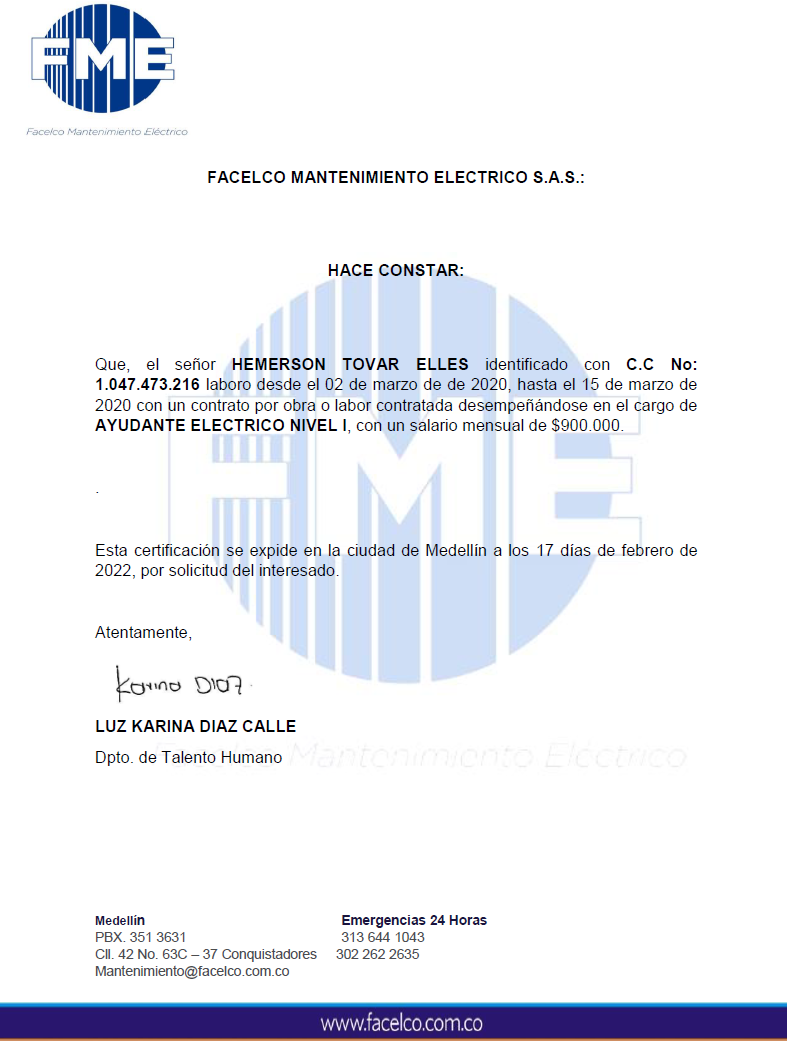 FME
Facelco Mantenimiento Eléctrico
FACELCO MANTENIMIENTO ELECTRICO S.A.S.:
HACE CONSTAR:
Que, el señor HEMERSON TOVAR ELLES identificado con C.C No:
1.047.473.216 laboro desde el 02 de marzo de de 2020, hasta el 15 de marzo de
2020 con un contrato por obra o labor contratada desempeñándose en el cargo de
AYUDANTE ELECTRICO NIVEL I, con un salario mensual de $900.000.
.
FME
Esta certificación se expide en la ciudad de Medellín a los 17 días de febrero de
2022, por solicitud del interesado.
Atentamente,
Karina Diaz.
LUZ KARINA DIAZ CALLE
Facelco Mantenimiento Eléctrico
Dpto. de Talento Humano
Medellín Emergencias 24 Horas
PBX. 351 3631 313 644 1043
Cll. 42 No. 63C – 37 Conquistadores 302 262 2635
Mantenimiento@facelco.com.co
www.facelco.com.co